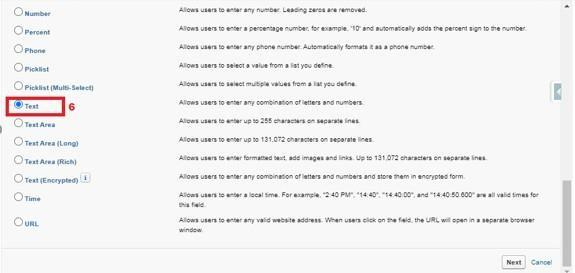 Number Allows users to enter any number. Leading zeros are removed.
Percent Allows users to enter a percentage number, for example, '10' and automatically adds the percent sign to the number.
Phone Allows users to enter any phone number. Automatically formats it as a phone number.
Picklist Allows users to select a value from a list you define.
Picklist (Multi-Select) Allows users to select multiple values from a list you define.
Text 6 Allows users to enter any combination of letters and numbers.
Text Area Allows users to enter up to 255 characters on separate lines.
Text Area (Long) Allows users to enter up to 131,072 characters on separate lines.
Text Area (Rich) Allows users to enter formatted text, add images and links. Up to 131,072 characters on separate lines.
Text (Encrypted) i Allows users to enter any combination of letters and numbers and store them in encrypted form.
Time Allows users to enter a local time. For example, "2:40 PM", "14:40", "14:40:00", and "14:40:50.600" are all valid times for
this field.
URL Allows users to enter any valid website address. When users click on the field, the URL will open in a separate browser
window.
Next Cancel